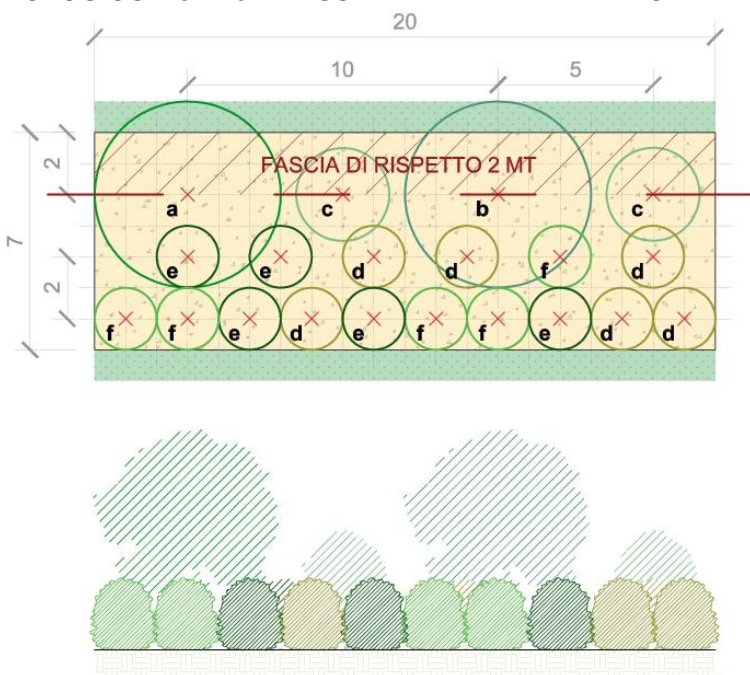 20
10 5
2
FASCIA DI RISPETTO 2 MT
a c b c
7
2
e e d d f d
f f e d e f f e d d